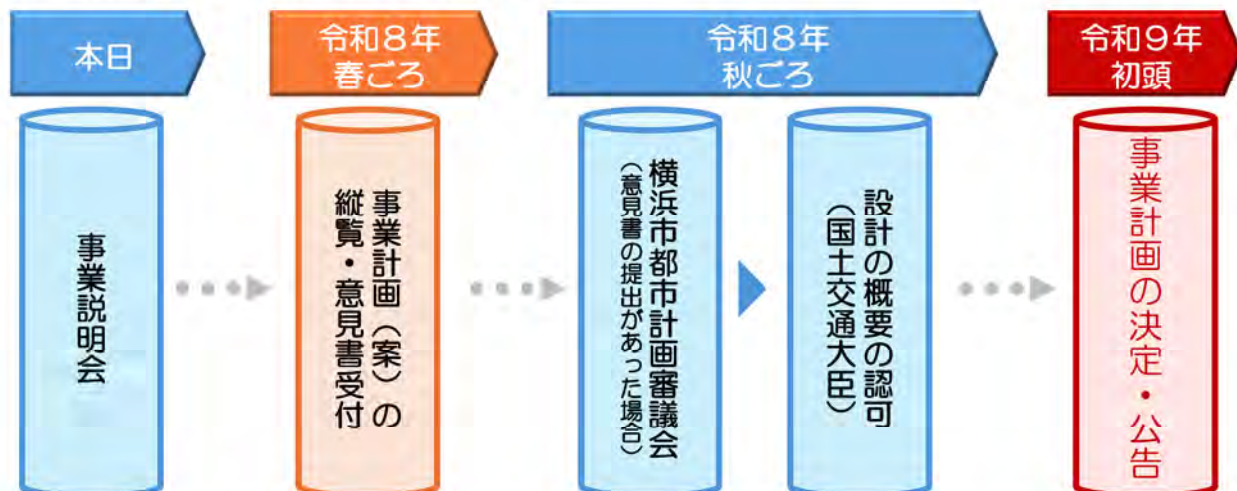 本日
令和８年
春ごろ
令和８年
秋ごろ
令和９年
初頭
事業説明会
事業計画（案）の
縦覧・意見書受付
横浜市都市計画審議会
（意見書の提出があった場合）
設計の概要の認可
（国土交通大臣）
事業計画の決定・公告